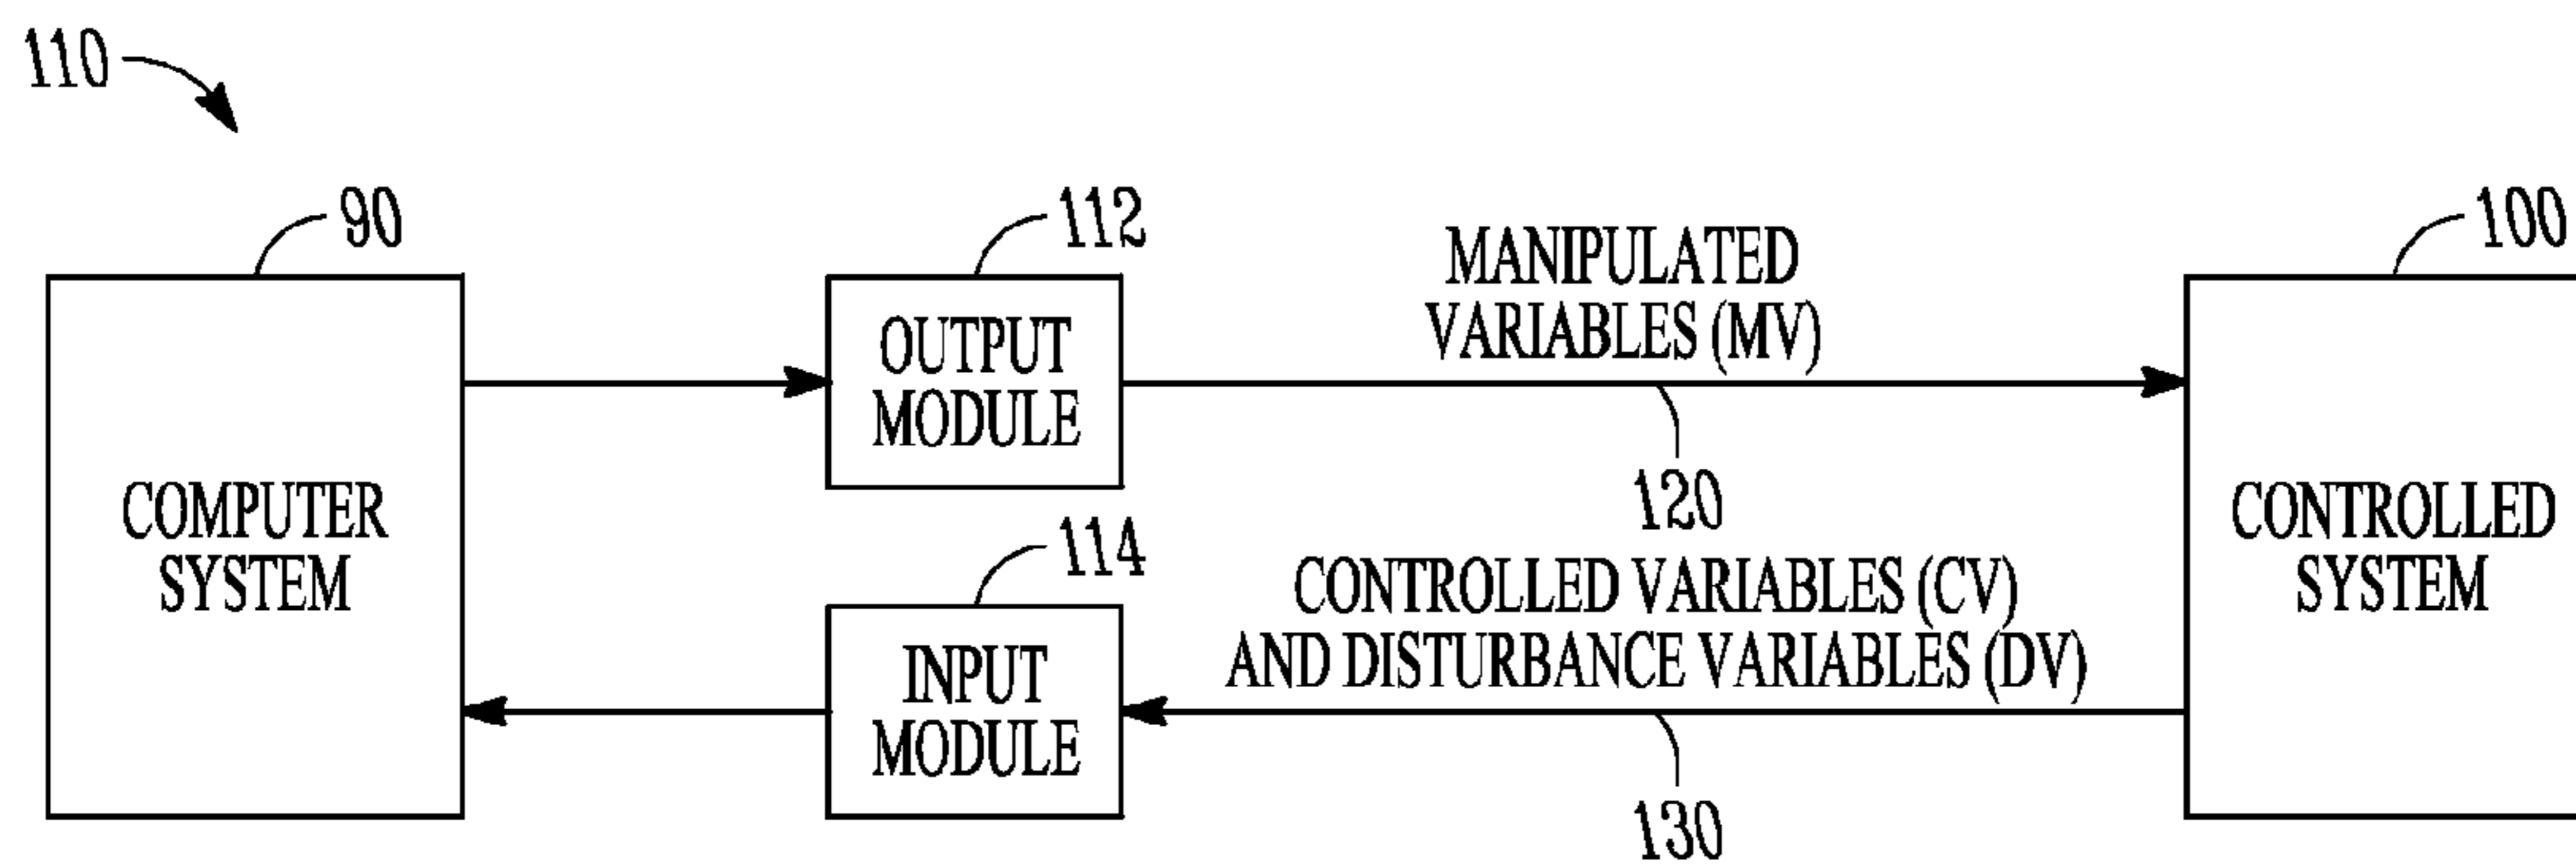 110
90
112
100
MANIPULATED
VARIABLES (MV)
OUTPUT
MODULE
120
COMPUTER
SYSTEM
CONTROLLED
SYSTEM
114
CONTROLLED VARIABLES (CV)
AND DISTURBANCE VARIABLES (DV)
INPUT
MODULE
130